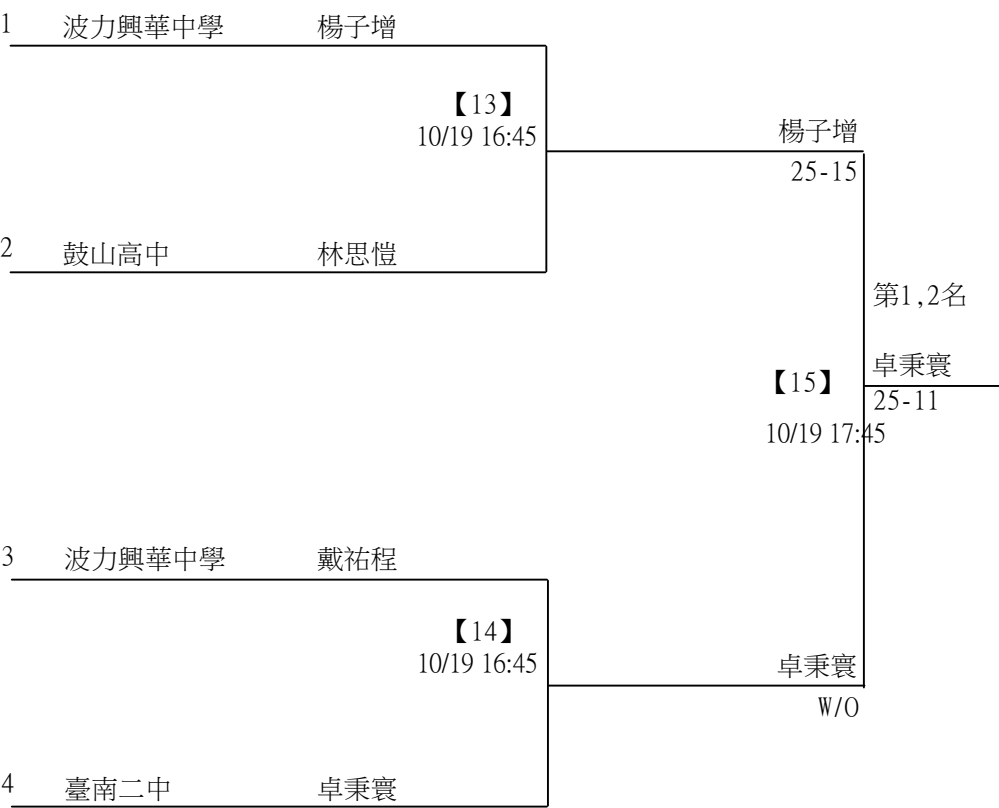 1 波力興華中學 楊子增
【13】
10/19 16:45
楊子增
25-15
2 鼓山高中 林思愷
第1,2名
【15】
卓秉寰
25-11
10/19 17:45
3 波力興華中學 戴祐程
【14】
10/19 16:45
卓秉寰
W/O
4 臺南二中 卓秉寰